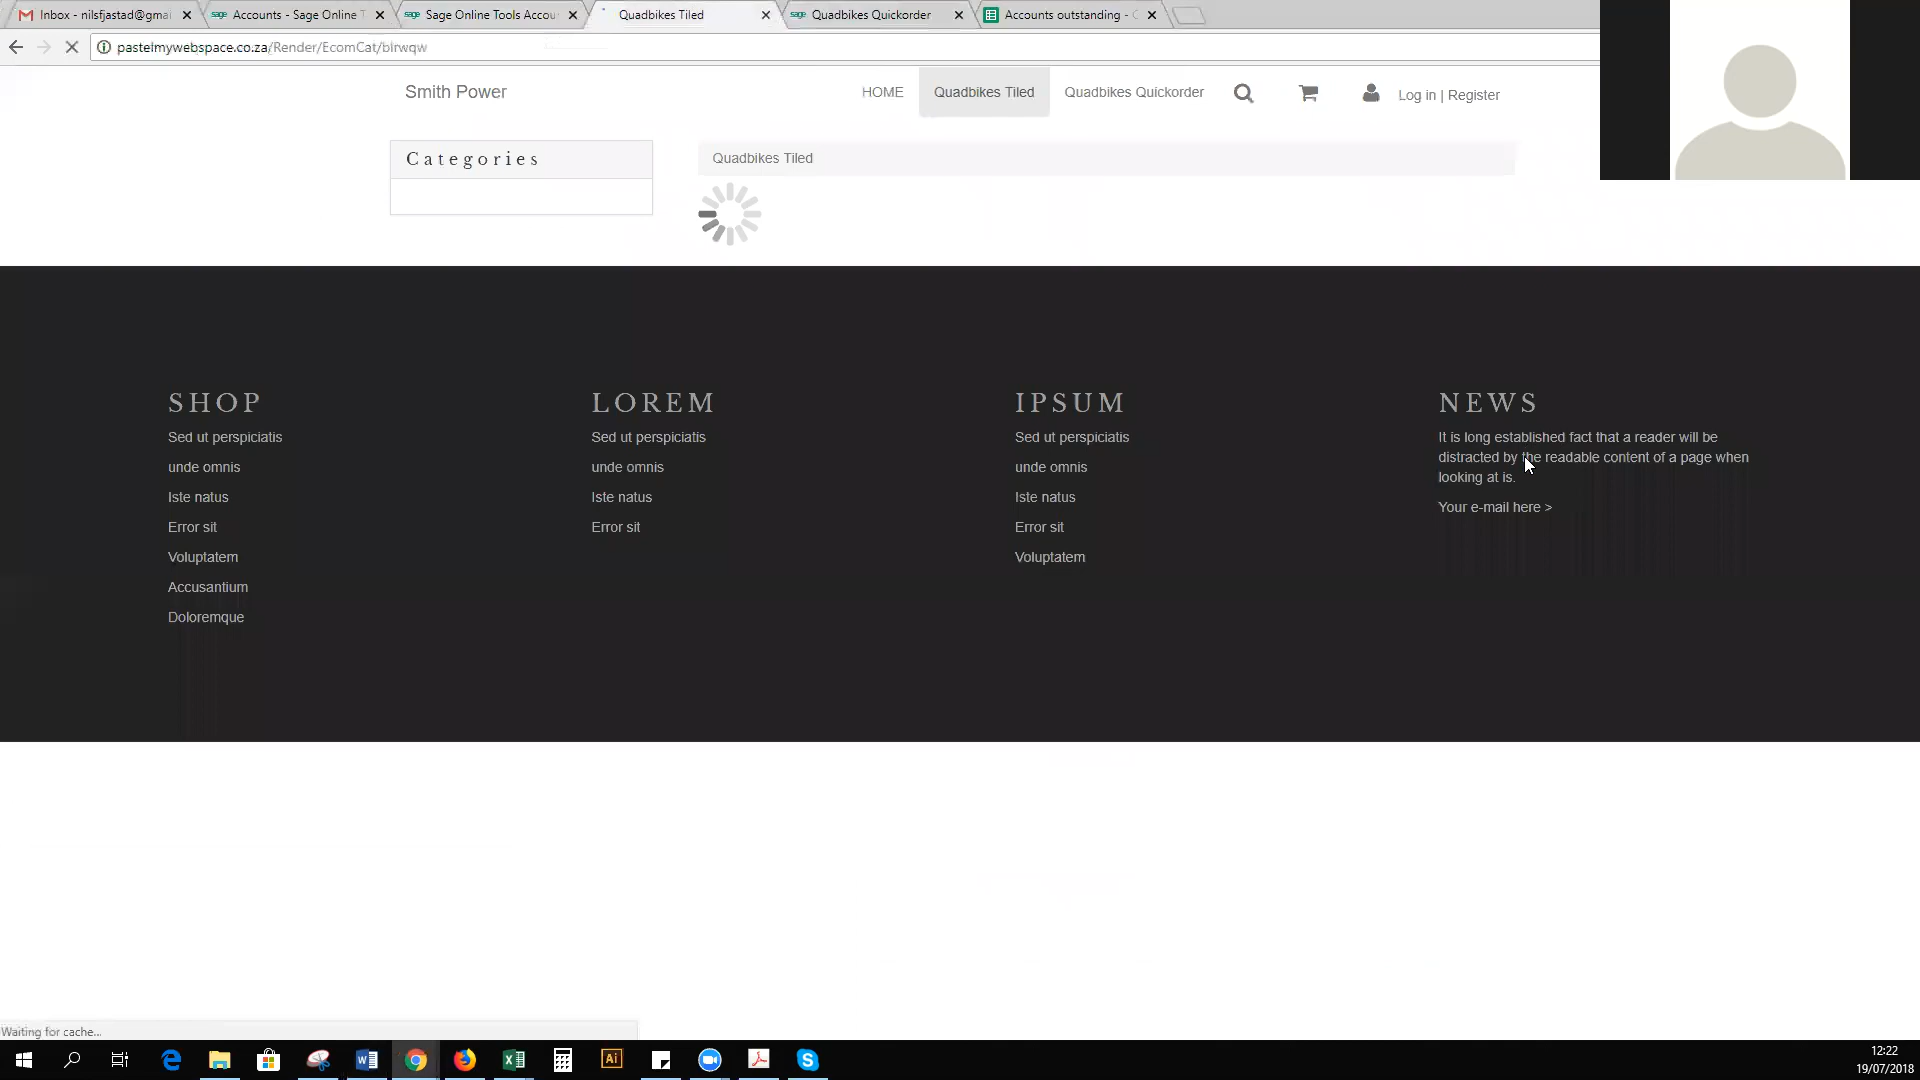 Inbox - nilsfjastad@gmai
Accounts - Sage Online T
Sage Online Tools Accou
Quadbikes Tiled
Quadbikes Quickorder
Accounts outstanding -
pastelmywebspace.co.za/Render/EcomCat/blrwqw
Smith Power
HOME
Quadbikes Tiled
Quadbikes Quickorder
Log in | Register
Categories
Quadbikes Tiled
SHOP
Sed ut perspiciatis
unde omnis
Iste natus
Error sit
Voluptatem
Accusantium
Doloremque
LOREM
Sed ut perspiciatis
unde omnis
Iste natus
Error sit
IPSUM
Sed ut perspiciatis
unde omnis
Iste natus
Error sit
Voluptatem
NEWS
It is long established fact that a reader will be
distracted by the readable content of a page when
looking at is.
Your e-mail here >
Waiting for cache...
Ai
12:22
19/07/2018